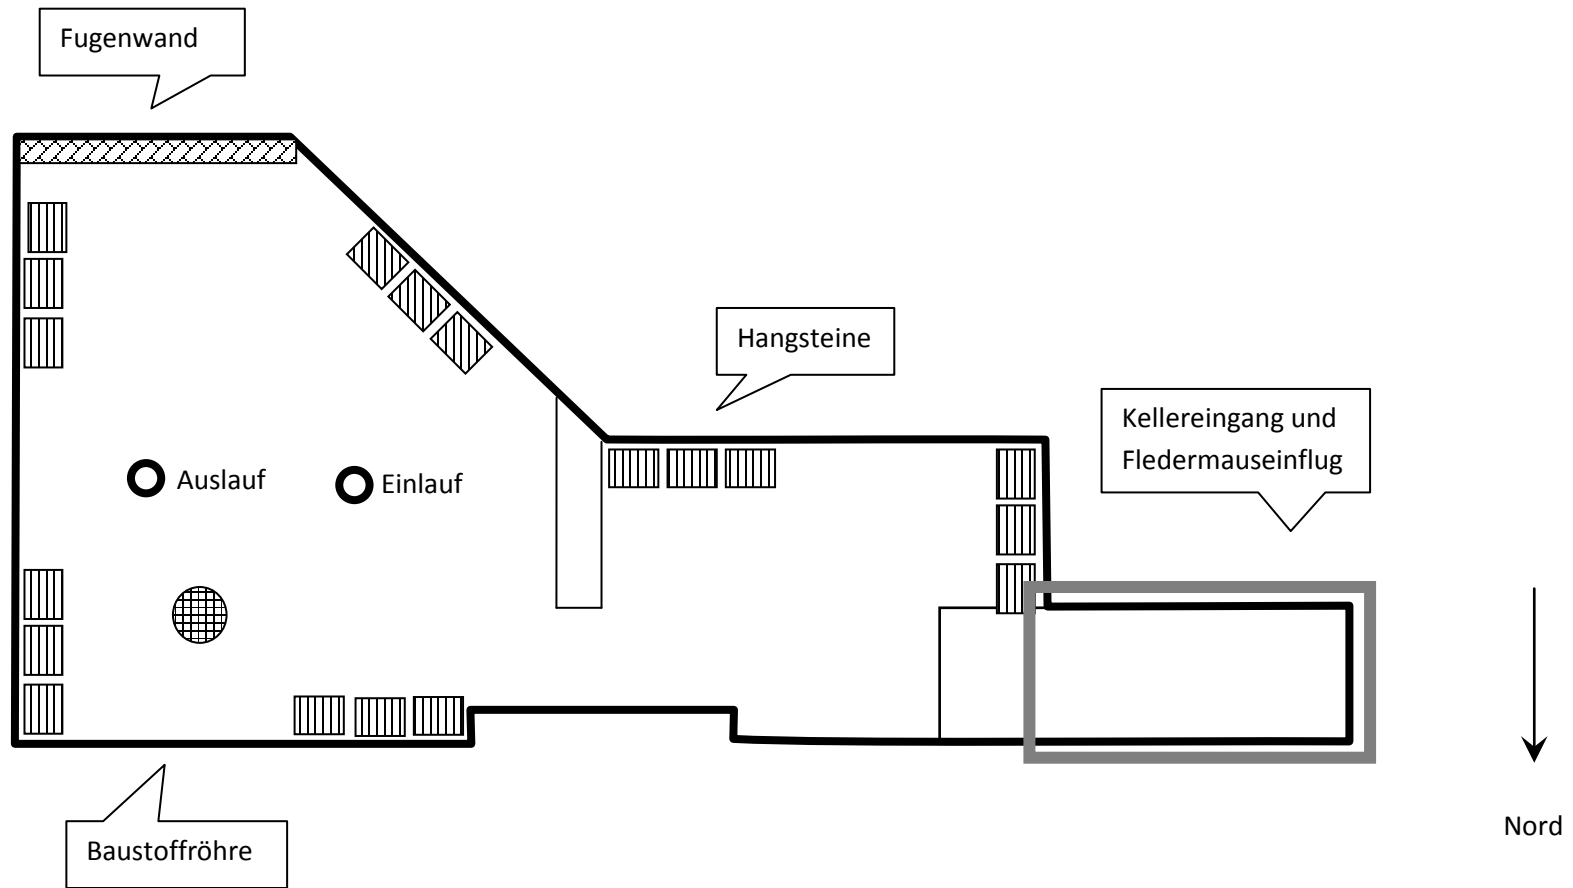 Fugenwand
Hangsteine
Kellereingang und
Fledermauseinflug
Auslauf
Einlauf
Nord
Baustoffröhre